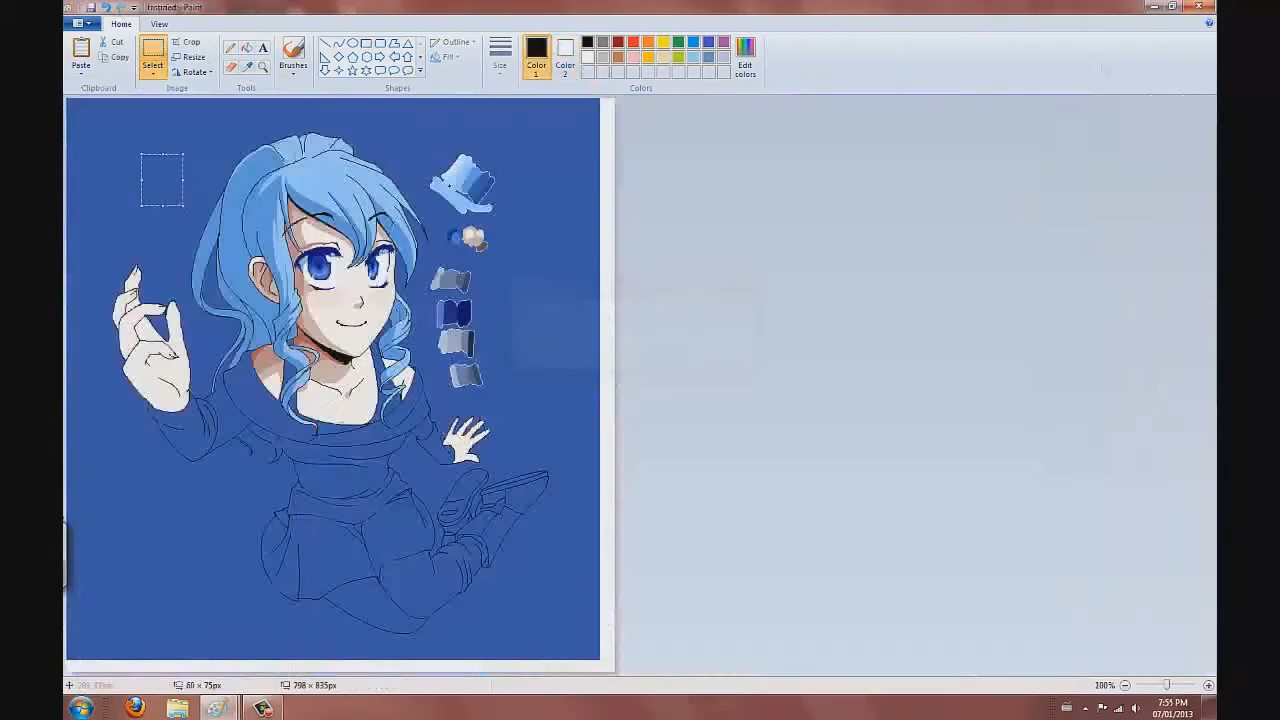 Untitled - Paint
Home View
Paste
Cut
Copy
Clipboard
Select
Crop
Resize
Rotate
Image
A
Tools
Brushes
Outline
Fill
Shapes
Size
Color 1
Color 2
Edit colors
Colors
60 x 75px
798 x 835px
100%
7:55 PM
07/01/2013